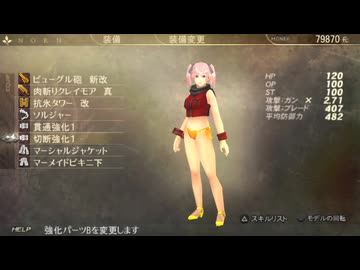 NORN
装備
装備変更
MONEY 79870 Fc
ビューグル砲 新改
肉斬りクレイモア 真
抗氷タワー 改
ソルジャー
貫通強化1
切断強化1
マーシャルジャケット
マーメイドビキニ下
HP 120
OP 100
ST 100
攻撃:ガン × 271
攻撃:ブレード 407
平均防御力 482
△ スキルリスト ○ モデルの回転
HELP 強化パーツBを変更します